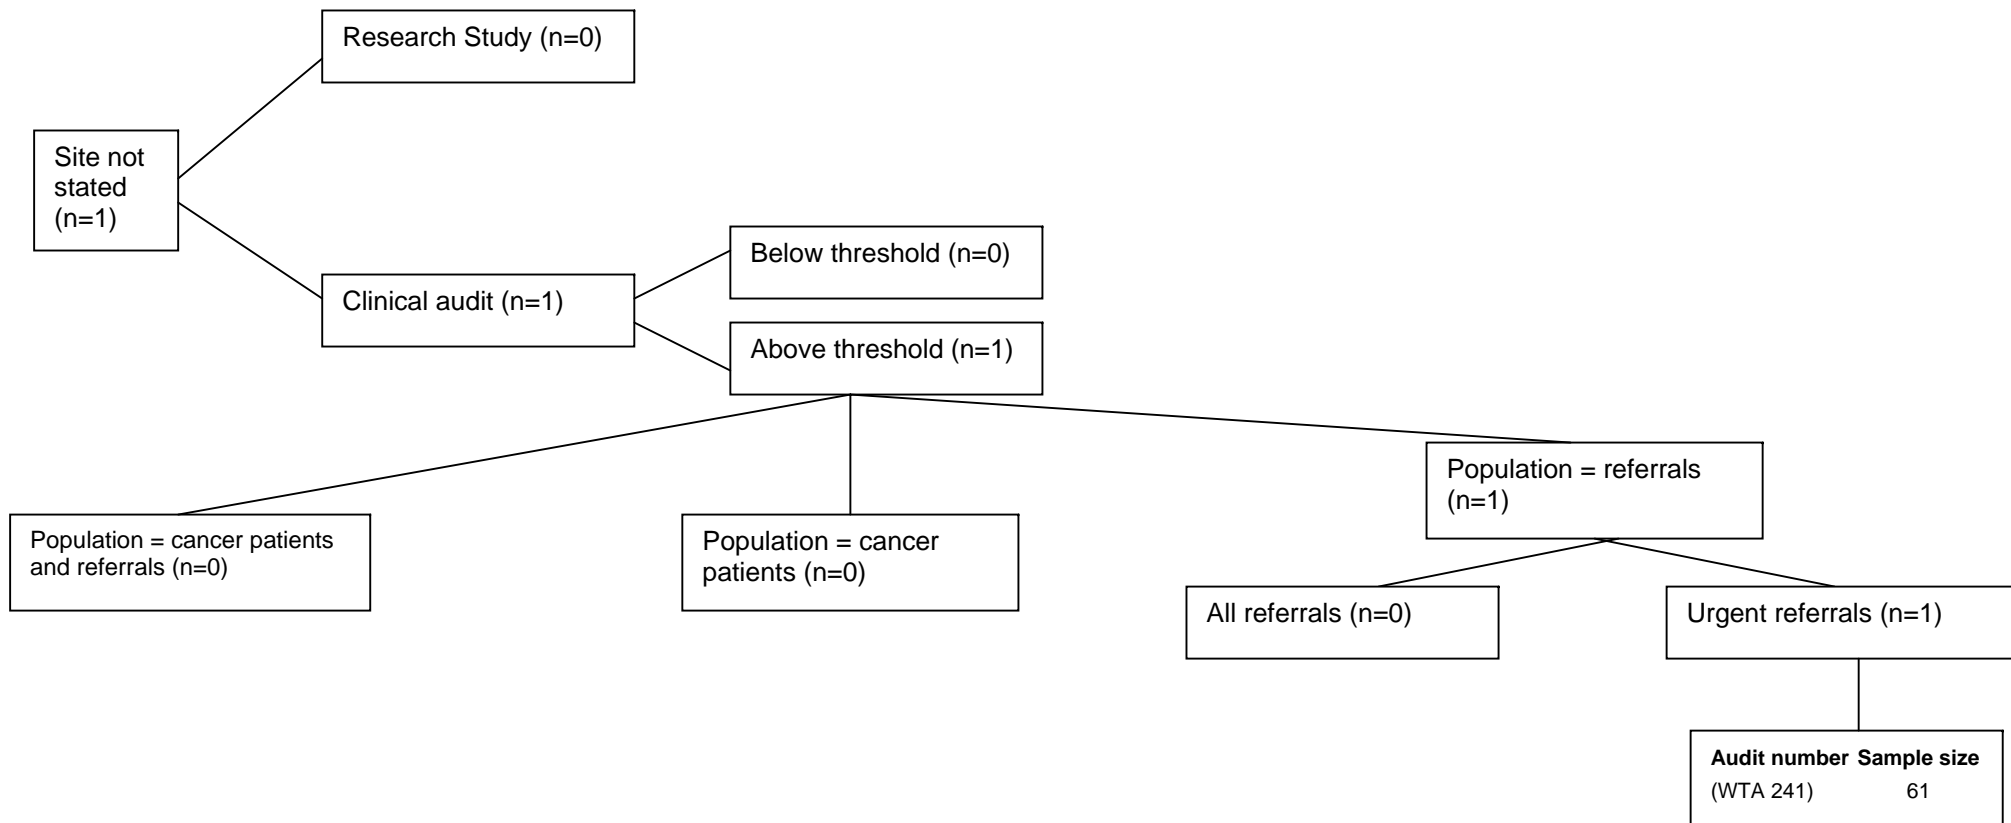 Research Study (n=0)
Site not
stated
(n=1)
Below threshold (n=0)
Clinical audit (n=1)
Above threshold (n=1)
Population = referrals
(n=1)
Population = cancer patients
and referrals (n=0)
Population = cancer
patients (n=0)
All referrals (n=0)
Urgent referrals (n=1)
Audit number Sample size
(WTA 241) 61